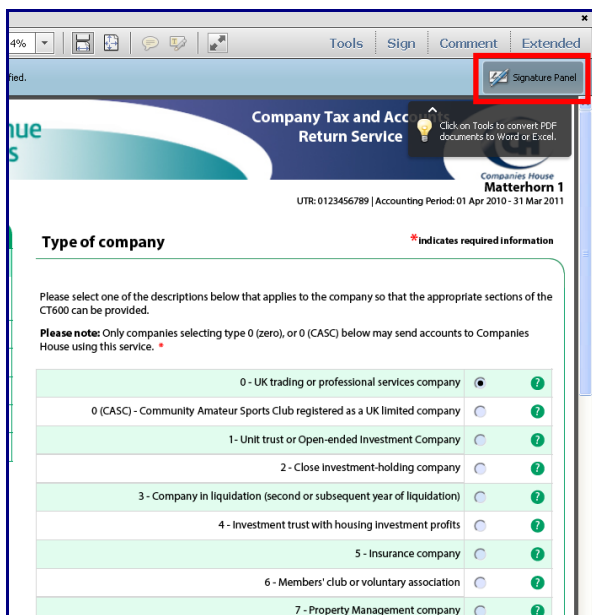 4%
Tools Sign Comment Extended
fied.
Signature Panel
nue
s
Company Tax and Accounts
Return Service
Click on Tools to convert PDF
documents to Word or Excel.
Companies House
Matterhorn 1
UTR: 0123456789 | Accounting Period: 01 Apr 2010 - 31 Mar 2011
Type of company
*indicates required information
Please select one of the descriptions below that applies to the company so that the appropriate sections of the
CT600 can be provided.
Please note: Only companies selecting type 0 (zero), or 0 (CASC) below may send accounts to Companies
House using this service. *
0 - UK trading or professional services company ?
0 (CASC) - Community Amateur Sports Club registered as a UK limited company ?
1- Unit trust or Open-ended Investment Company ?
2 - Close investment-holding company ?
3 - Company in liquidation (second or subsequent year of liquidation) ?
4 - Investment trust with housing investment profits ?
5 - Insurance company ?
6 - Members' club or voluntary association ?
7 - Property Management company ?